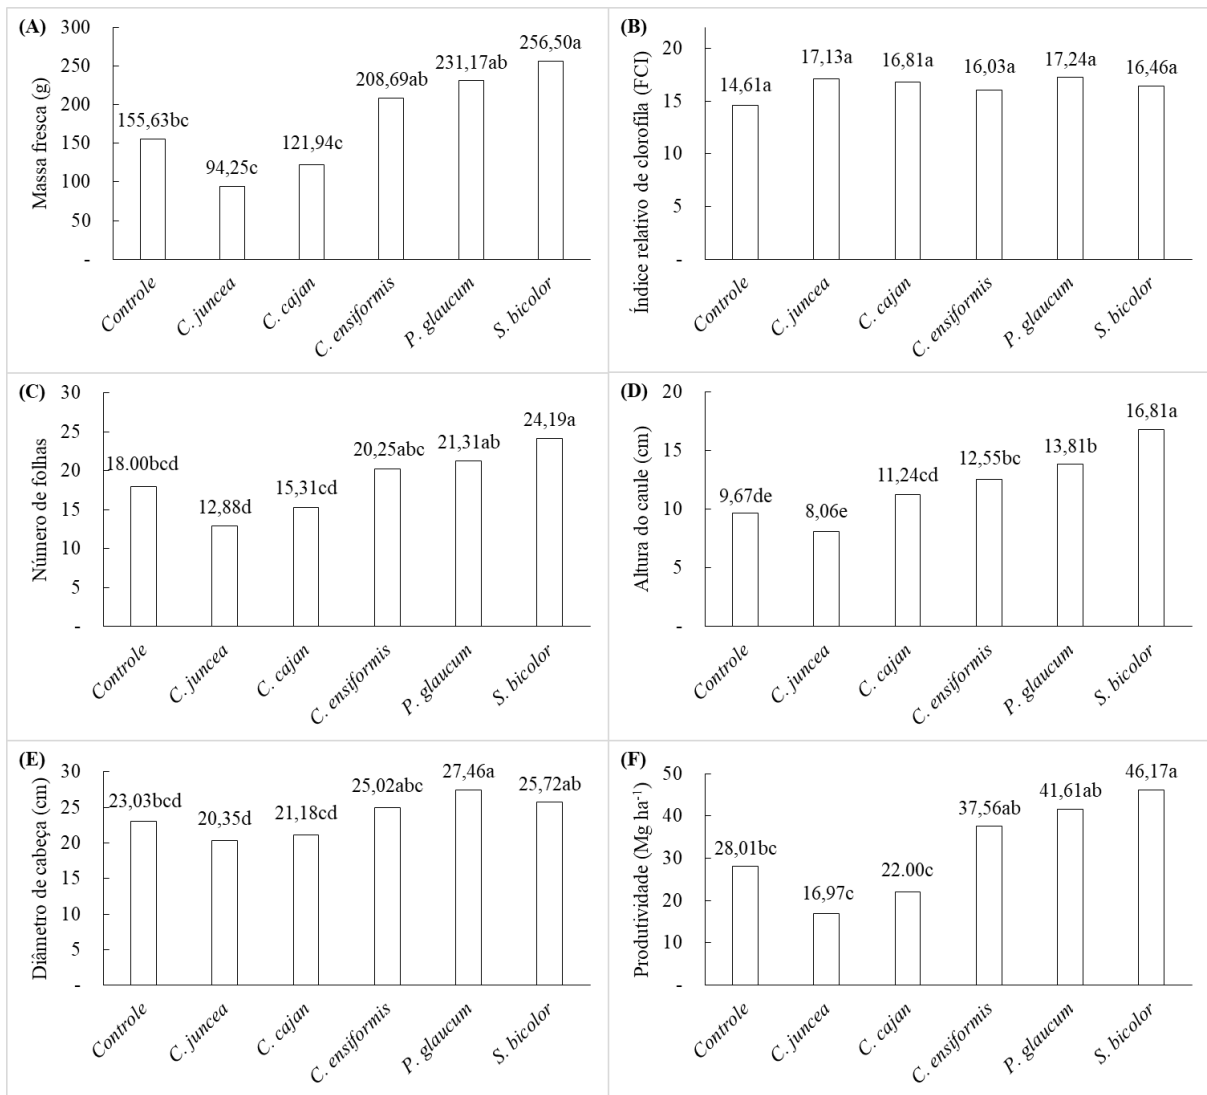 (A)
Massa fresca (g)
300
250
200
150
100
50
-
155,63bc
94,25c
121,94c
208,69ab
231,17ab
256,50a
Controle
C. juncea
C. cajan
C. ensiformis
P. glaucum
S. bicolor
(B)
Índice relativo de clorofila (FCI)
20
15
10
5
-
14,61a
17,13a
16,81a
16,03a
17,24a
16,46a
Controle
C. juncea
C. cajan
C. ensiformis
P. glaucum
S. bicolor
(C)
Número de folhas
30
25
20
15
10
5
-
18.00bcd
12,88d
15,31cd
20,25abc
21,31ab
24,19a
Controle
C. juncea
C. cajan
C. ensiformis
P. glaucum
S. bicolor
(D)
Altura do caule (cm)
20
15
10
5
-
9,67de
8,06e
11,24cd
12,55bc
13,81b
16,81a
Controle
C. juncea
C. cajan
C. ensiformis
P. glaucum
S. bicolor
(E)
Diâmetro de cabeça (cm)
30
25
20
15
10
5
-
23,03bcd
20,35d
21,18cd
25,02abc
27,46a
25,72ab
Controle
C. juncea
C. cajan
C. ensiformis
P. glaucum
S. bicolor
(F)
Produtividade (Mg ha⁻¹)
50
40
30
20
10
-
28,01bc
16,97c
22.00c
37,56ab
41,61ab
46,17a
Controle
C. juncea
C. cajan
C. ensiformis
P. glaucum
S. bicolor